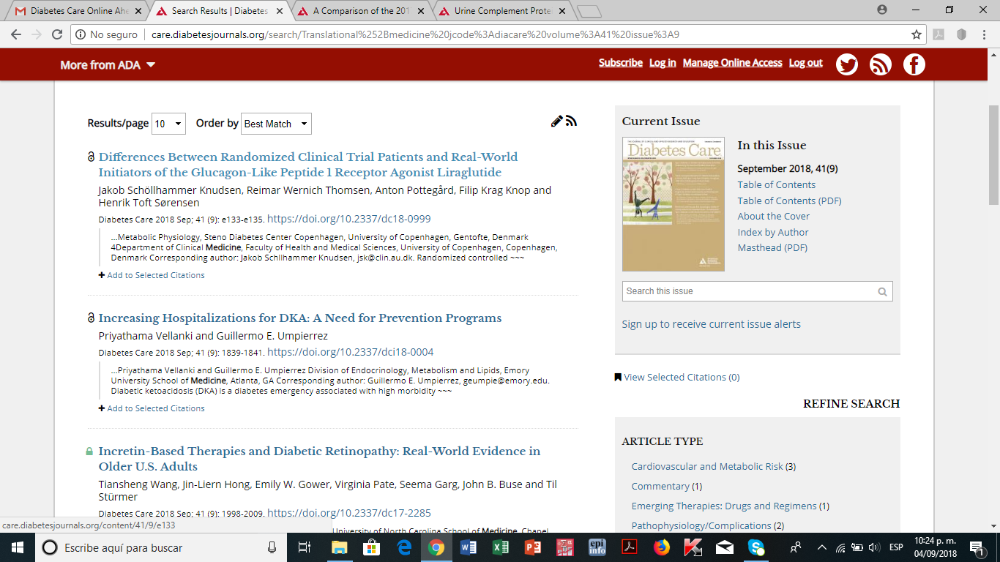 Diabetes Care Online Ahe
Search Results | Diabetes
A Comparison of the 201
Urine Complement Prote
No seguro
care.diabetesjournals.org/search/Translational%252Bmedicine%20jcode%3Adiacare%20volume%3A41%20issue%3A9
More from ADA
Subscribe Log in Manage Online Access Log out
Results/page 10 Order by Best Match
Differences Between Randomized Clinical Trial Patients and Real-World
Initiators of the Glucagon-Like Peptide 1 Receptor Agonist Liraglutide
Jakob Schöllhammer Knudsen, Reimar Wernich Thomsen, Anton Pottegård, Filip Krag Knop and
Henrik Toft Sørensen
Diabetes Care 2018 Sep; 41 (9): e133-e135. https://doi.org/10.2337/dc18-0999
...Metabolic Physiology, Steno Diabetes Center Copenhagen, University of Copenhagen, Gentofte, Denmark
4Department of Clinical Medicine, Faculty of Health and Medical Sciences, University of Copenhagen, Copenhagen,
Denmark Corresponding author: Jakob Schllhammer Knudsen, jsk@clin.au.dk. Randomized controlled ~~~
+ Add to Selected Citations
Increasing Hospitalizations for DKA: A Need for Prevention Programs
Priyathama Vellanki and Guillermo E. Umpierrez
Diabetes Care 2018 Sep; 41 (9): 1839-1841. https://doi.org/10.2337/dci18-0004
...Priyathama Vellanki and Guillermo E. Umpierrez Division of Endocrinology, Metabolism and Lipids, Emory
University School of Medicine, Atlanta, GA Corresponding author: Guillermo E. Umpierrez, geumpie@emory.edu.
Diabetic ketoacidosis (DKA) is a diabetes emergency associated with high morbidity ~~~
+ Add to Selected Citations
Incretin-Based Therapies and Diabetic Retinopathy: Real-World Evidence in
Older U.S. Adults
Tiansheng Wang, Jin-Liern Hong, Emily W. Gower, Virginia Pate, Seema Garg, John B. Buse and Til
Stürmer
Diabetes Care 2018 Sep; 41 (9): 1998-2009. https://doi.org/10.2337/dc17-2285
University of North Carolina School of Medicine, Chapel
care.diabetesjournals.org/content/41/9/e133
Current Issue
Diabetes Care
In this Issue
September 2018, 41(9)
Table of Contents
Table of Contents (PDF)
About the Cover
Index by Author
Masthead (PDF)
Search this issue
Sign up to receive current issue alerts
View Selected Citations (0)
REFINE SEARCH
ARTICLE TYPE
Cardiovascular and Metabolic Risk (3)
Commentary (1)
Emerging Therapies: Drugs and Regimens (1)
Pathophysiology/Complications (2)
Escribe aquí para buscar
epi
info
ESP
10:24 p. m.
04/09/2018
1